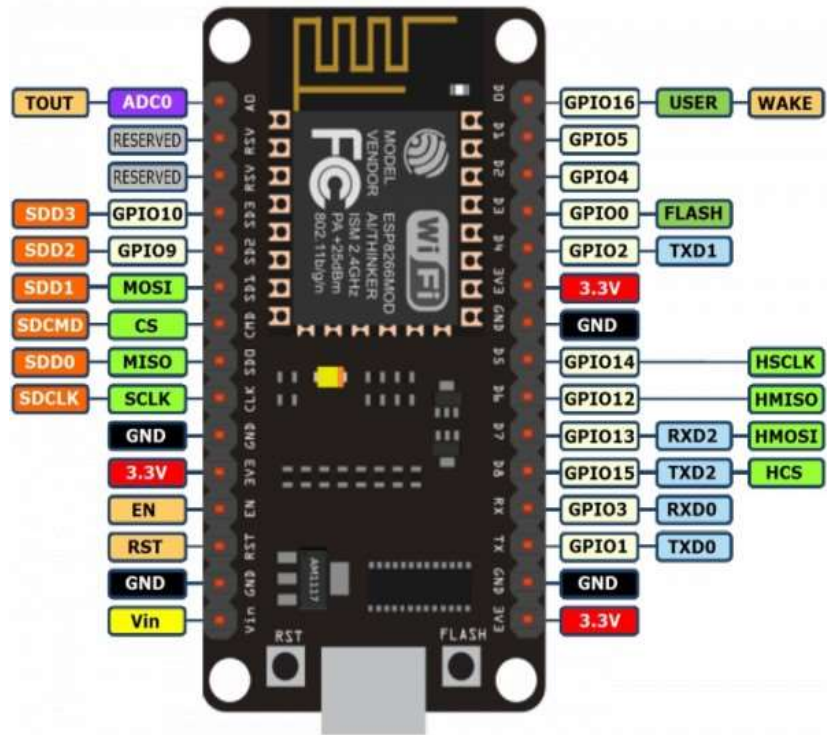 TOUT ADC0 A0 D0 GPIO16 USER WAKE
RESERVED RSV D1 GPIO5
RESERVED RSV D2 GPIO4
SDD3 GPIO10 SD3 D3 GPIO0 FLASH
SDD2 GPIO9 SD2 D4 GPIO2 TXD1
SDD1 MOSI SD1 3V3 3.3V
SDCMD CS CMD GND GND
SDD0 MISO SD0 D5 GPIO14 HSCLK
SDCLK SCLK CLK D6 GPIO12 HMISO
GND GND D7 GPIO13 RXD2 HMOSI
3.3V 3V3 D8 GPIO15 TXD2 HCS
EN EN RX GPIO3 RXD0
RST RST TX GPIO1 TXD0
GND GND GND GND
Vin Vin 3V3 3.3V
MODEL ESP8266MOD
VENDOR AI/THINKER
ISM 2.4GHz
PA +25dBm
802.11b/g/n
FC
Wi Fi
AM1117
RST
FLASH